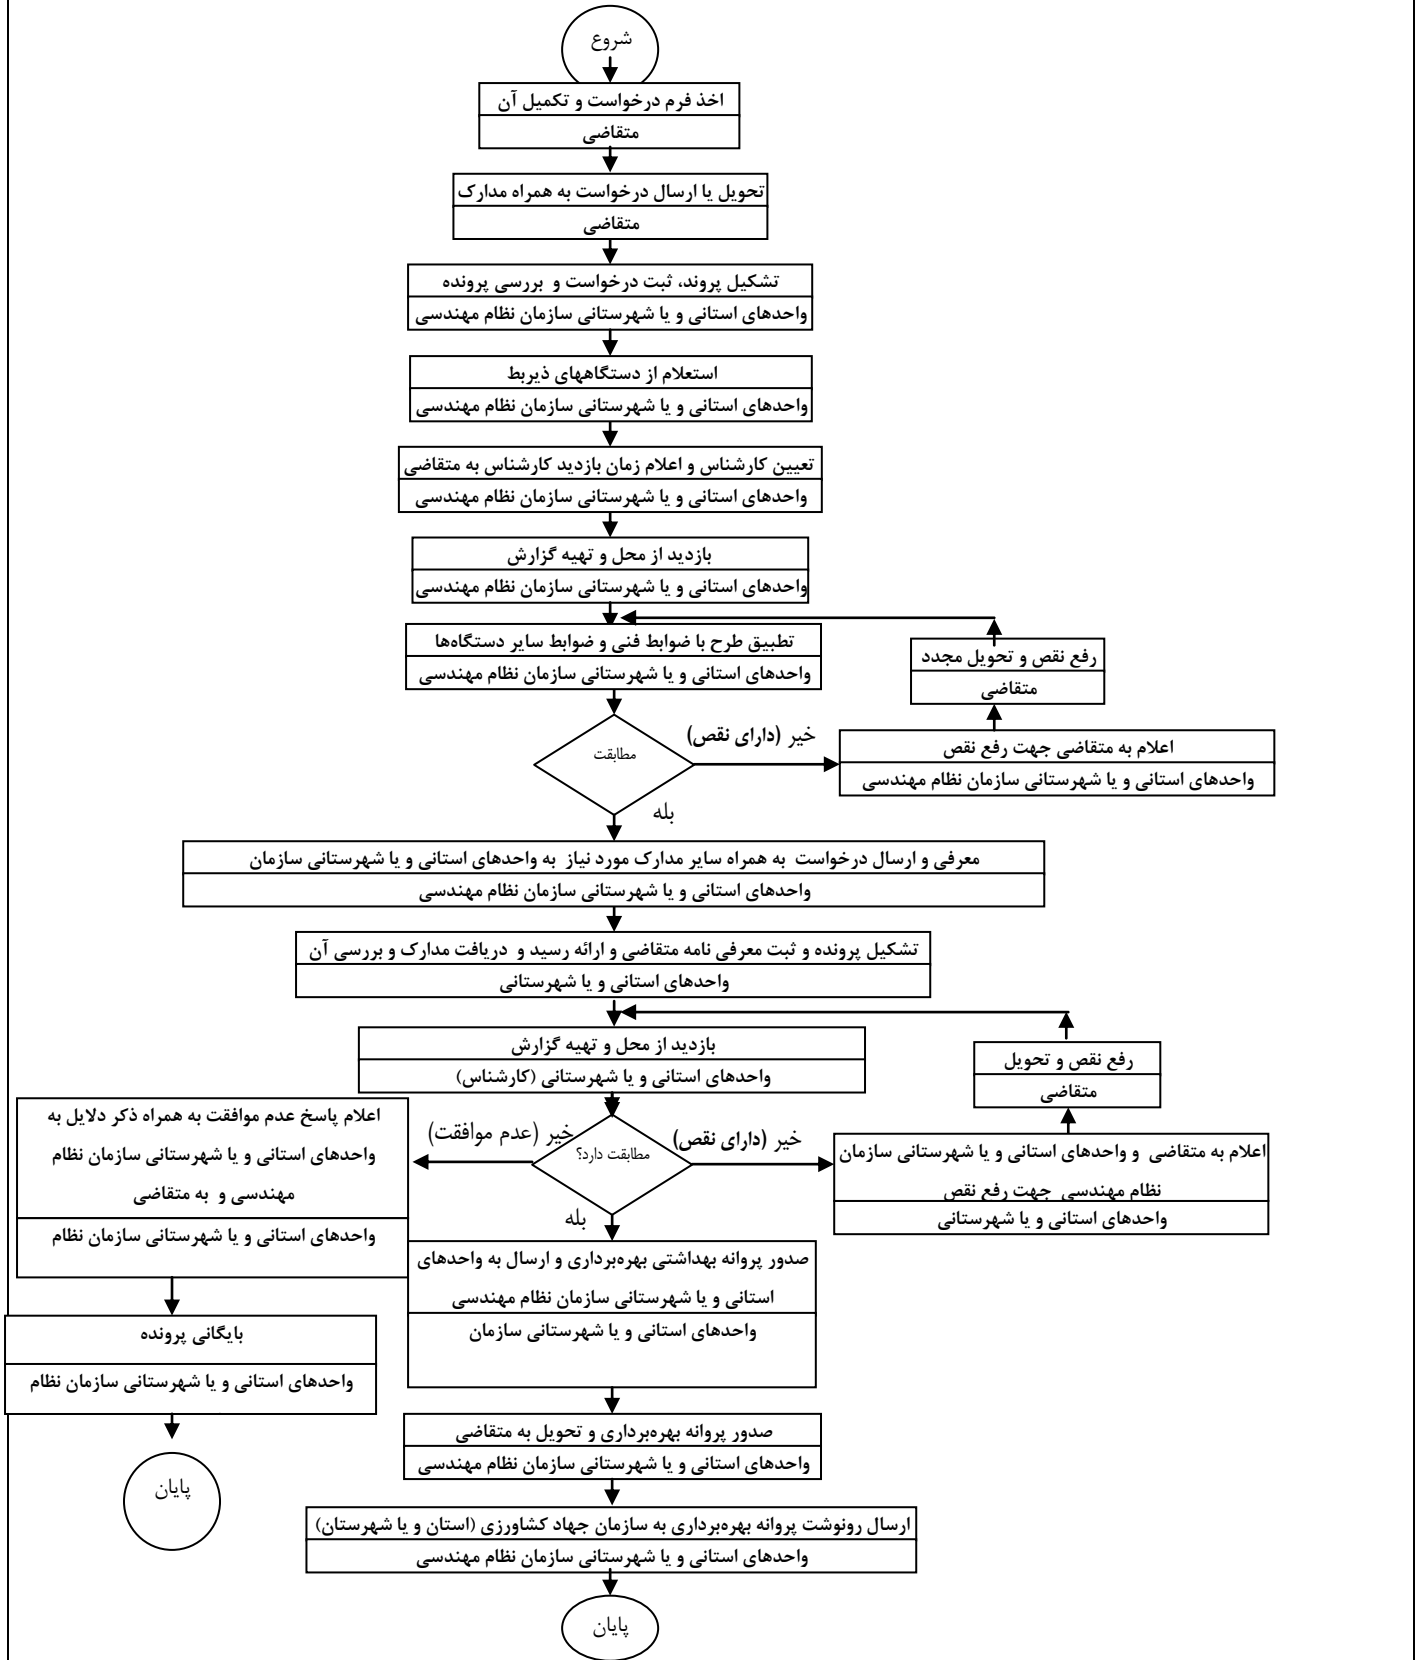 شروع
اخذ فرم درخواست و تکمیل آن
متقاضی
تحویل یا ارسال درخواست به همراه مدارک
متقاضی
تشکیل پروند، ثبت درخواست و بررسی پرونده
واحدهای استانی و یا شهرستانی سازمان نظام مهندسی
استعلام از دستگاههای ذیربط
واحدهای استانی و یا شهرستانی سازمان نظام مهندسی
تعیین کارشناس و اعلام زمان بازدید کارشناس به متقاضی
واحدهای استانی و یا شهرستانی سازمان نظام مهندسی
بازدید از محل و تهیه گزارش
واحدهای استانی و یا شهرستانی سازمان نظام مهندسی
تطبیق طرح با ضوابط فنی و ضوابط سایر دستگاه‌ها
واحدهای استانی و یا شهرستانی سازمان نظام مهندسی
رفع نقص و تحویل مجدد
متقاضی
مطابقت
خیر (دارای نقص)
اعلام به متقاضی جهت رفع نقص
واحدهای استانی و یا شهرستانی سازمان نظام مهندسی
بله
معرفی و ارسال درخواست به همراه سایر مدارک مورد نیاز به واحدهای استانی و یا شهرستانی سازمان
واحدهای استانی و یا شهرستانی سازمان نظام مهندسی
تشکیل پرونده و ثبت معرفی نامه متقاضی و ارائه رسید و دریافت مدارک و بررسی آن
واحدهای استانی و یا شهرستانی
بازدید از محل و تهیه گزارش
واحدهای استانی و یا شهرستانی (کارشناس)
رفع نقص و تحویل
متقاضی
مطابقت دارد؟
خیر (دارای نقص)
اعلام به متقاضی و واحدهای استانی و یا شهرستانی سازمان
نظام مهندسی جهت رفع نقص
واحدهای استانی و یا شهرستانی
خیر (عدم موافقت)
اعلام پاسخ عدم موافقت به همراه ذکر دلایل به
واحدهای استانی و یا شهرستانی سازمان نظام
مهندسی و به متقاضی
واحدهای استانی و یا شهرستانی سازمان نظام
بایگانی پرونده
واحدهای استانی و یا شهرستانی سازمان نظام
پایان
بله
صدور پروانه بهداشتی بهره‌برداری و ارسال به واحدهای
استانی و یا شهرستانی سازمان نظام مهندسی
واحدهای استانی و یا شهرستانی سازمان
صدور پروانه بهره‌برداری و تحویل به متقاضی
واحدهای استانی و یا شهرستانی سازمان نظام مهندسی
ارسال رونوشت پروانه بهره‌برداری به سازمان جهاد کشاورزی (استان و یا شهرستان)
واحدهای استانی و یا شهرستانی سازمان نظام مهندسی
پایان